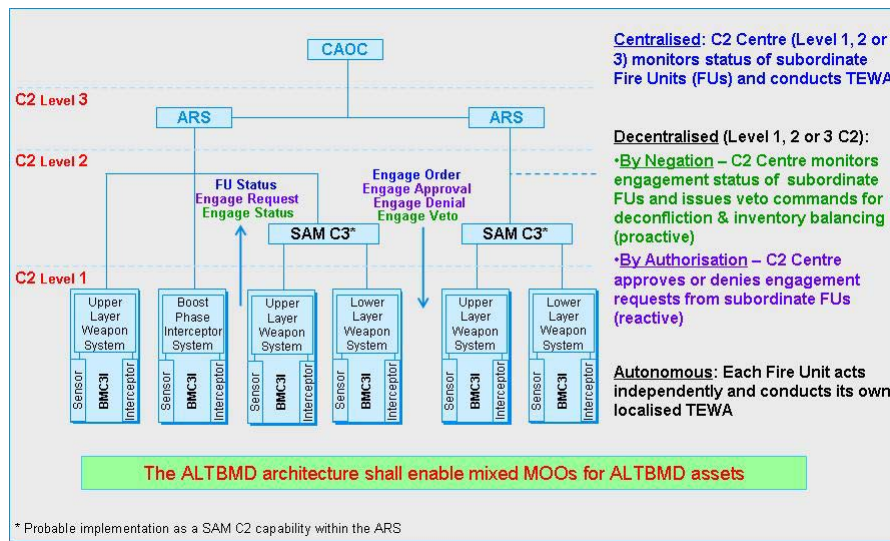 CAOC
C2 Level 3
ARS
ARS
C2 Level 2
FU Status
Engage Request
Engage Status
Engage Order
Engage Approval
Engage Denial
Engage Veto
SAM C3*
SAM C3*
C2 Level 1
Upper
Layer
Weapon
System
Sensor
BMC3I
Interceptor
Boost
Phase
Interceptor
System
Sensor
BMC3I
Interceptor
Upper
Layer
Weapon
System
Sensor
BMC3I
Interceptor
Lower
Layer
Weapon
System
Sensor
BMC3I
Interceptor
Upper
Layer
Weapon
System
Sensor
BMC3I
Interceptor
Lower
Layer
Weapon
System
Sensor
BMC3I
Interceptor
Centralised: C2 Centre (Level 1, 2 or
3) monitors status of subordinate
Fire Units (FUs) and conducts TEWA
Decentralised (Level 1, 2 or 3 C2):
•By Negation – C2 Centre monitors
engagement status of subordinate
FUs and issues veto commands for
deconfliction & inventory balancing
(proactive)
•By Authorisation – C2 Centre
approves or denies engagement
requests from subordinate FUs
(reactive)
Autonomous: Each Fire Unit acts
independently and conducts its own
localised TEWA
The ALTBMD architecture shall enable mixed MOOs for ALTBMD assets
* Probable implementation as a SAM C2 capability within the ARS